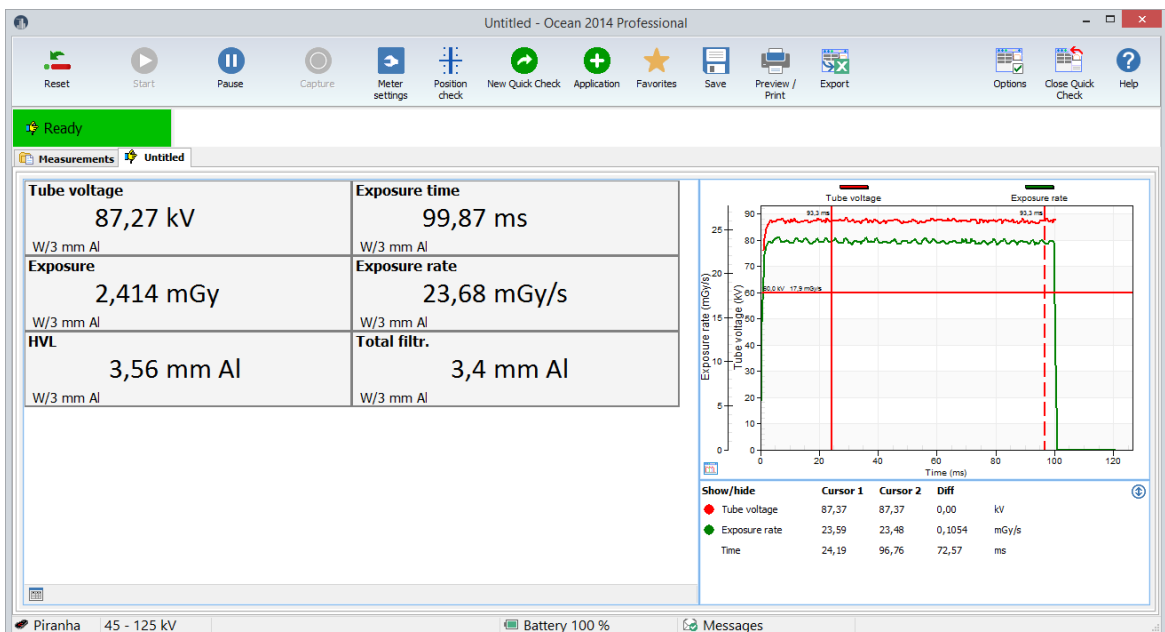 Untitled - Ocean 2014 Professional
Reset
Start
Pause
Capture
Meter settings
Position check
New Quick Check
Application
Favorites
Save
Preview / Print
Export
Options
Close Quick Check
Help
Ready
Measurements
Untitled
Tube voltage
87,27 kV
W/3 mm Al
Exposure time
99,87 ms
W/3 mm Al
Exposure
2,414 mGy
W/3 mm Al
Exposure rate
23,68 mGy/s
W/3 mm Al
HVL
3,56 mm Al
W/3 mm Al
Total filtr.
3,4 mm Al
W/3 mm Al
Tube voltage
Exposure rate
93,3 ms
93,3 ms
60,0 kV 17,9 mGy/s
Exposure rate (mGy/s)
25
20
15
10
5
0
Tube voltage (kV)
90
80
70
60
50
40
30
20
10
0
0 20 40 60 80 100 120
Time (ms)
Show/hide Cursor 1 Cursor 2 Diff
Tube voltage 87,37 87,37 0,00 kV
Exposure rate 23,59 23,48 0,1054 mGy/s
Time 24,19 96,76 72,57 ms
Piranha 45 - 125 kV Battery 100 % Messages